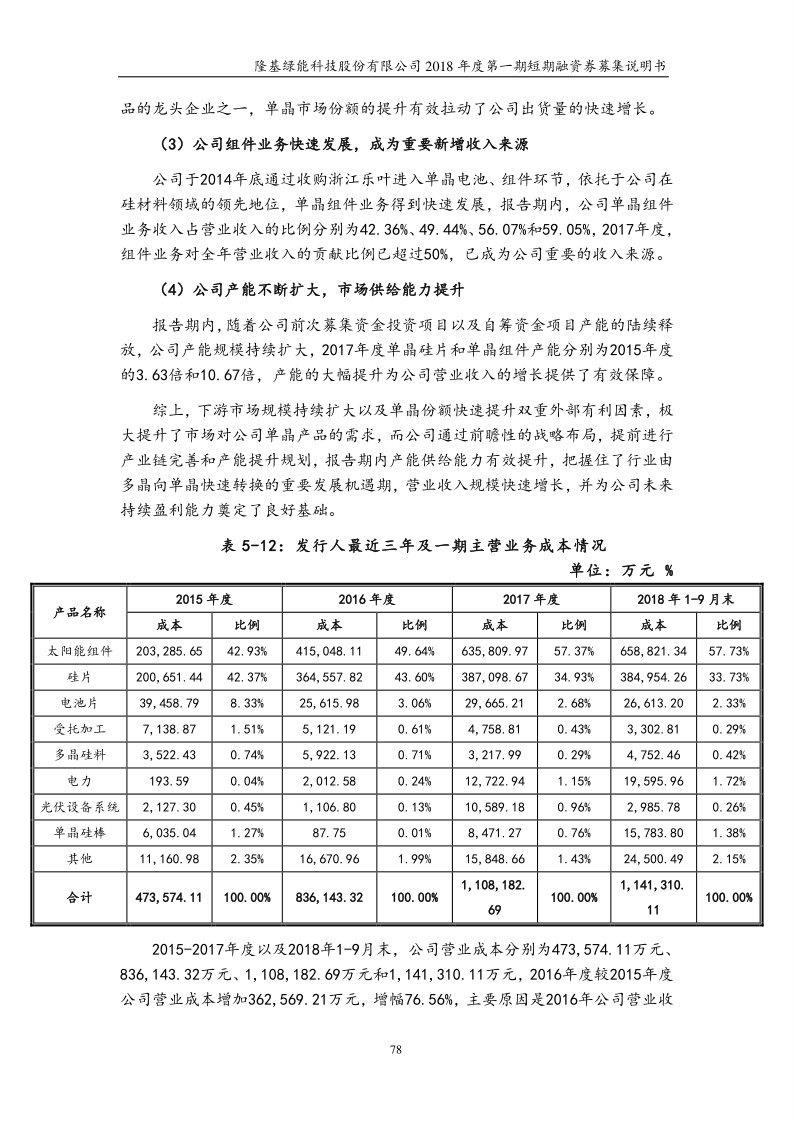 隆基绿能科技股份有限公司 2018 年度第一期短期融资券募集说明书
品的龙头企业之一，单晶市场份额的提升有效拉动了公司出货量的快速增长。
（3）公司组件业务快速发展，成为重要新增收入来源
公司于2014年底通过收购浙江乐叶进入单晶电池、组件环节，依托于公司在
硅材料领域的领先地位，单晶组件业务得到快速发展，报告期内，公司单晶组件
业务收入占营业收入的比例分别为42.36%、49.44%、56.07%和59.05%，2017年度，
组件业务对全年营业收入的贡献比例已超过50%，已成为公司重要的收入来源。
（4）公司产能不断扩大，市场供给能力提升
报告期内，随着公司前次募集资金投资项目以及自筹资金项目产能的陆续释
放，公司产能规模持续扩大，2017年度单晶硅片和单晶组件产能分别为2015年度
的3.63倍和10.67倍，产能的大幅提升为公司营业收入的增长提供了有效保障。
综上，下游市场规模持续扩大以及单晶份额快速提升双重外部有利因素，极
大提升了市场对公司单晶产品的需求，而公司通过前瞻性的战略布局，提前进行
产业链完善和产能提升规划，报告期内产能供给能力有效提升，把握住了行业由
多晶向单晶快速转换的重要发展机遇期，营业收入规模快速增长，并为公司未来
持续盈利能力奠定了良好基础。
表 5-12：发行人最近三年及一期主营业务成本情况
单位：万元 %
产品名称 2015 年度 2016 年度 2017 年度 2018 年 1-9 月末
成本 比例 成本 比例 成本 比例 成本 比例
太阳能组件 203,285.65 42.93% 415,048.11 49.64% 635,809.97 57.37% 658,821.34 57.73%
硅片 200,651.44 42.37% 364,557.82 43.60% 387,098.67 34.93% 384,954.26 33.73%
电池片 39,458.79 8.33% 25,615.98 3.06% 29,665.21 2.68% 26,613.20 2.33%
受托加工 7,138.87 1.51% 5,121.19 0.61% 4,758.81 0.43% 3,302.81 0.29%
多晶硅料 3,522.43 0.74% 5,922.13 0.71% 3,217.99 0.29% 4,752.46 0.42%
电力 193.59 0.04% 2,012.58 0.24% 12,722.94 1.15% 19,595.96 1.72%
光伏设备系统 2,127.30 0.45% 1,106.80 0.13% 10,589.18 0.96% 2,985.78 0.26%
单晶硅棒 6,035.04 1.27% 87.75 0.01% 8,471.27 0.76% 15,783.80 1.38%
其他 11,160.98 2.35% 16,670.96 1.99% 15,848.66 1.43% 24,500.49 2.15%
合计 473,574.11 100.00% 836,143.32 100.00% 1,108,182.69 100.00% 1,141,310.11 100.00%
2015-2017年度以及2018年1-9月末，公司营业成本分别为473,574.11万元、
836,143.32万元、1,108,182.69万元和1,141,310.11万元，2016年度较2015年度
公司营业成本增加362,569.21万元，增幅76.56%，主要原因是2016年公司营业收
78